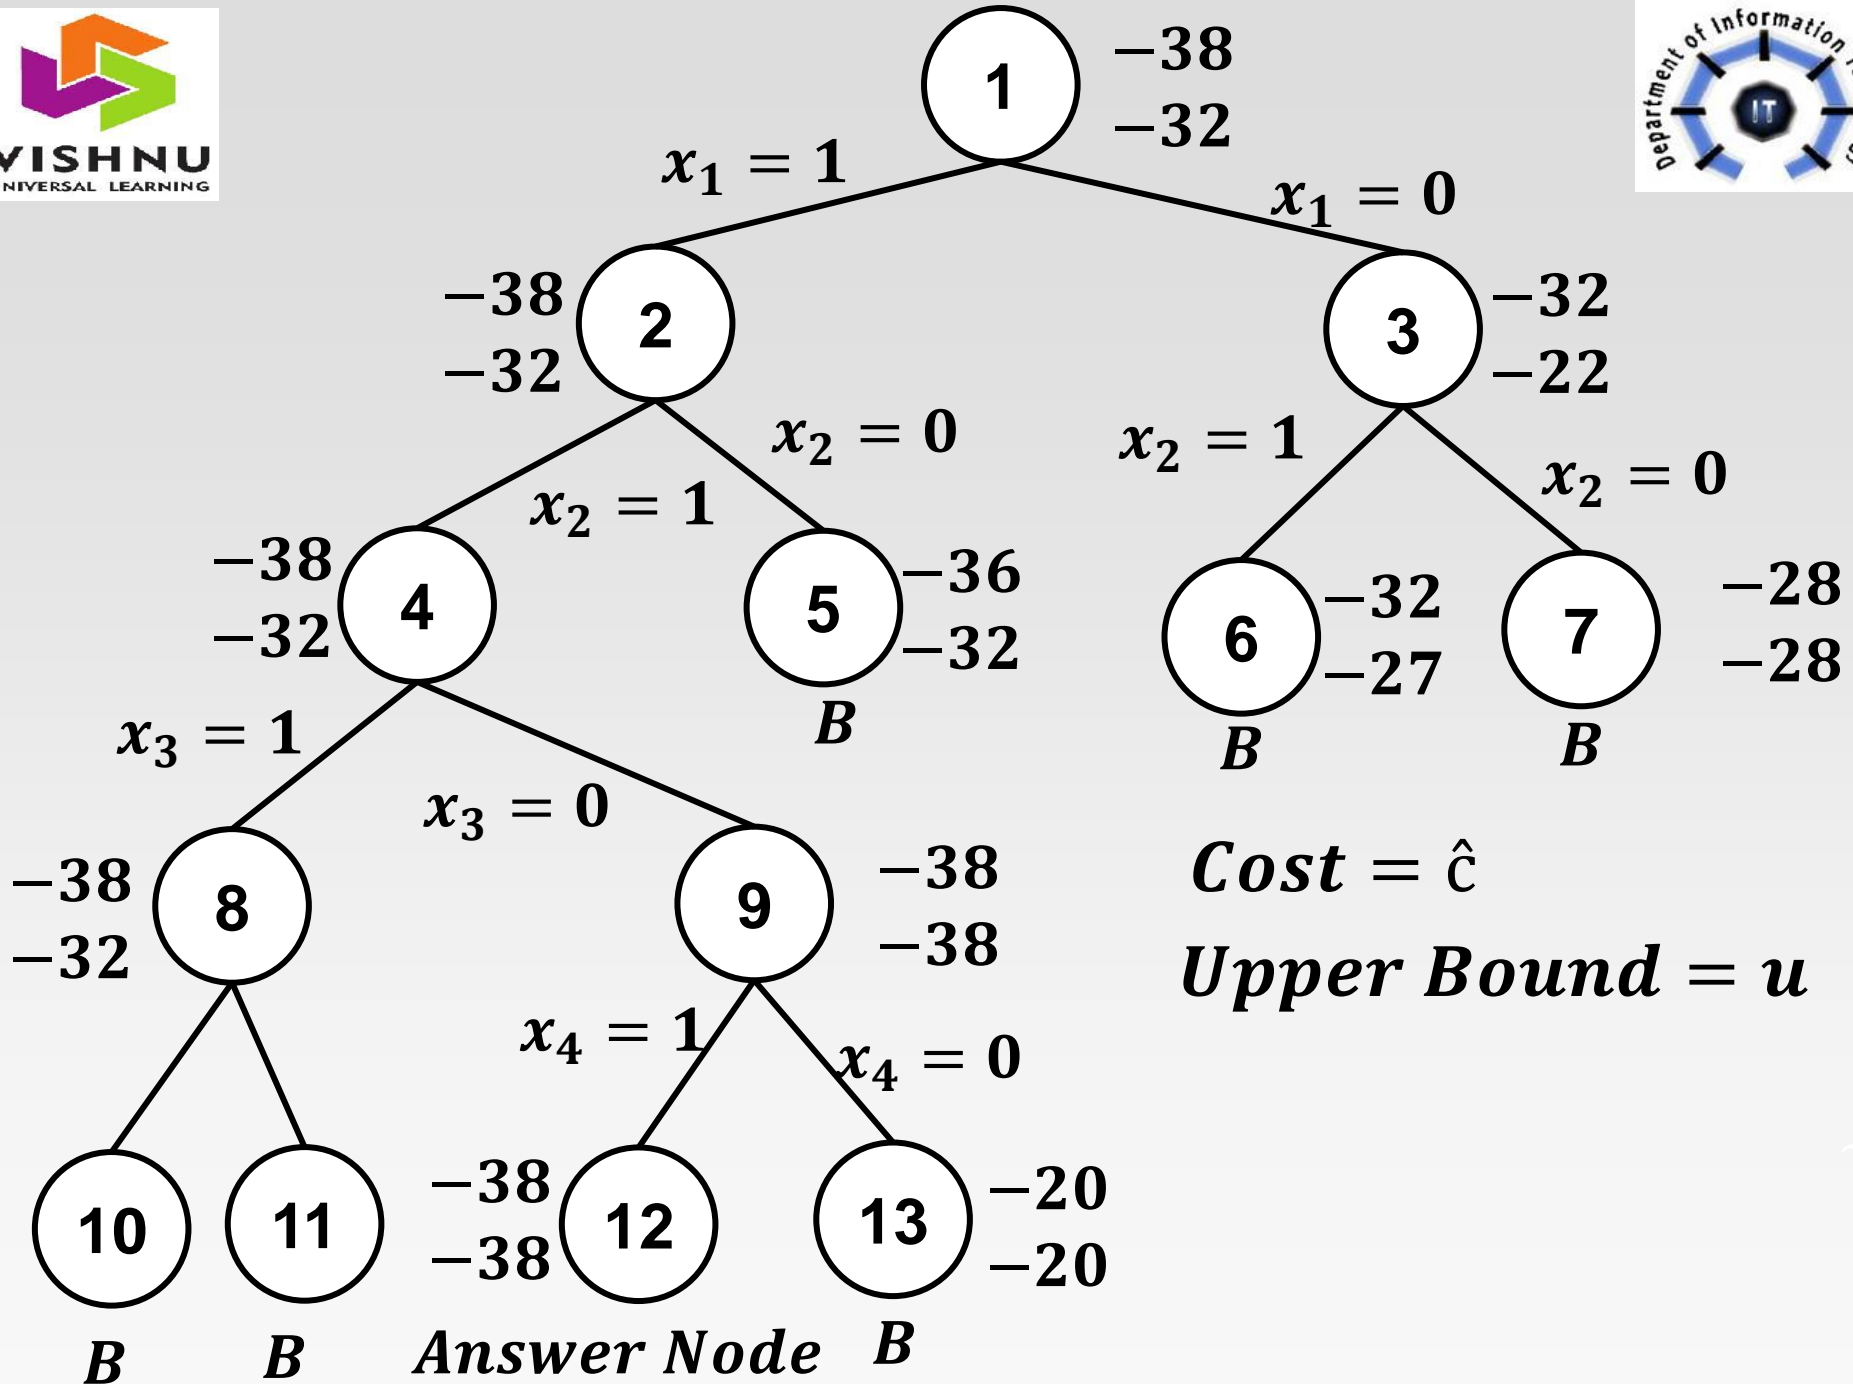 VISHNU
NIVERSAL LEARNING
Department of Information
IT
1
−38
−32
x₁ = 1
x₁ = 0
−38
−32
2
3
−32
−22
x₂ = 1
x₂ = 0
x₂ = 1
x₂ = 0
−38
−32
4
5
−36
−32
B
6
−32
−27
B
7
−28
−28
B
x₃ = 1
x₃ = 0
−38
−32
8
9
−38
−38
Cost = ĉ
Upper Bound = u
x₄ = 1
x₄ = 0
10
11
−38
−38
12
13
−20
−20
B
B
Answer Node
B